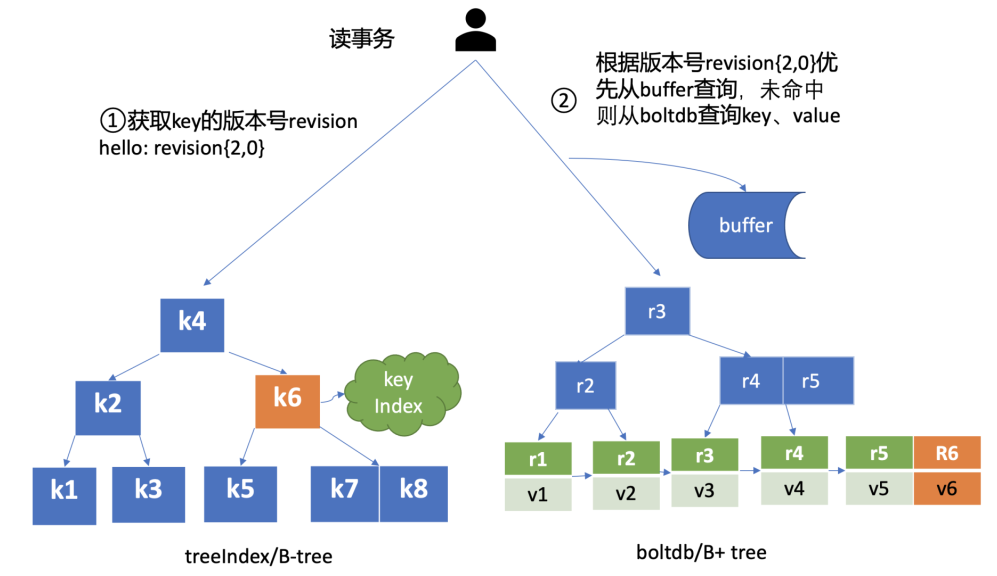 读事务
①获取key的版本号revision
hello: revision{2,0}
②
根据版本号revision{2,0}优
先从buffer查询，未命中
则从boltdb查询key、value
buffer
k4
k2
k6
key
Index
k1
k3
k5
k7
k8
treeIndex/B-tree
r3
r2
r4
r5
r1
r2
r3
r4
r5
R6
v1
v2
v3
v4
v5
v6
boltdb/B+ tree